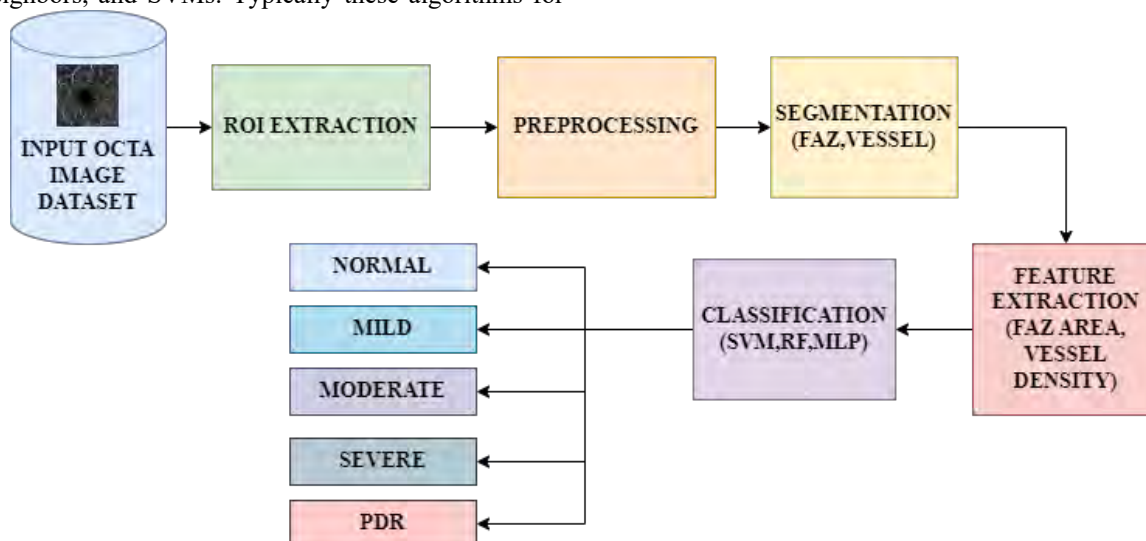 eighbors, and SVMs. Typically these algorithms for
INPUT OCTA
IMAGE
DATASET
ROI EXTRACTION
PREPROCESSING
SEGMENTATION
(FAZ,VESSEL)
FEATURE
EXTRACTION
(FAZ AREA,
VESSEL
DENSITY)
CLASSIFICATION
(SVM,RF,MLP)
NORMAL
MILD
MODERATE
SEVERE
PDR